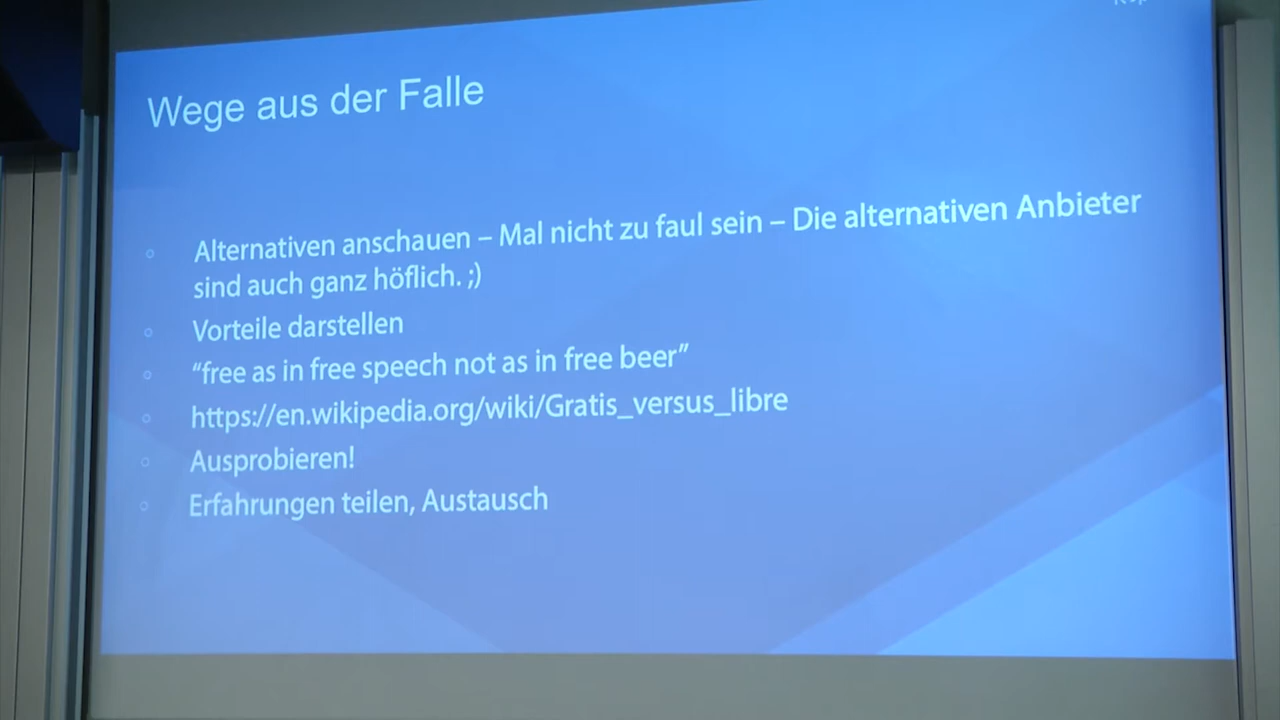 Wege aus der Falle
Alternativen anschauen – Mal nicht zu faul sein – Die alternativen Anbieter
sind auch ganz höflich. ;)
Vorteile darstellen
“free as in free speech not as in free beer”
https://en.wikipedia.org/wiki/Gratis_versus_libre
Ausprobieren!
Erfahrungen teilen, Austausch